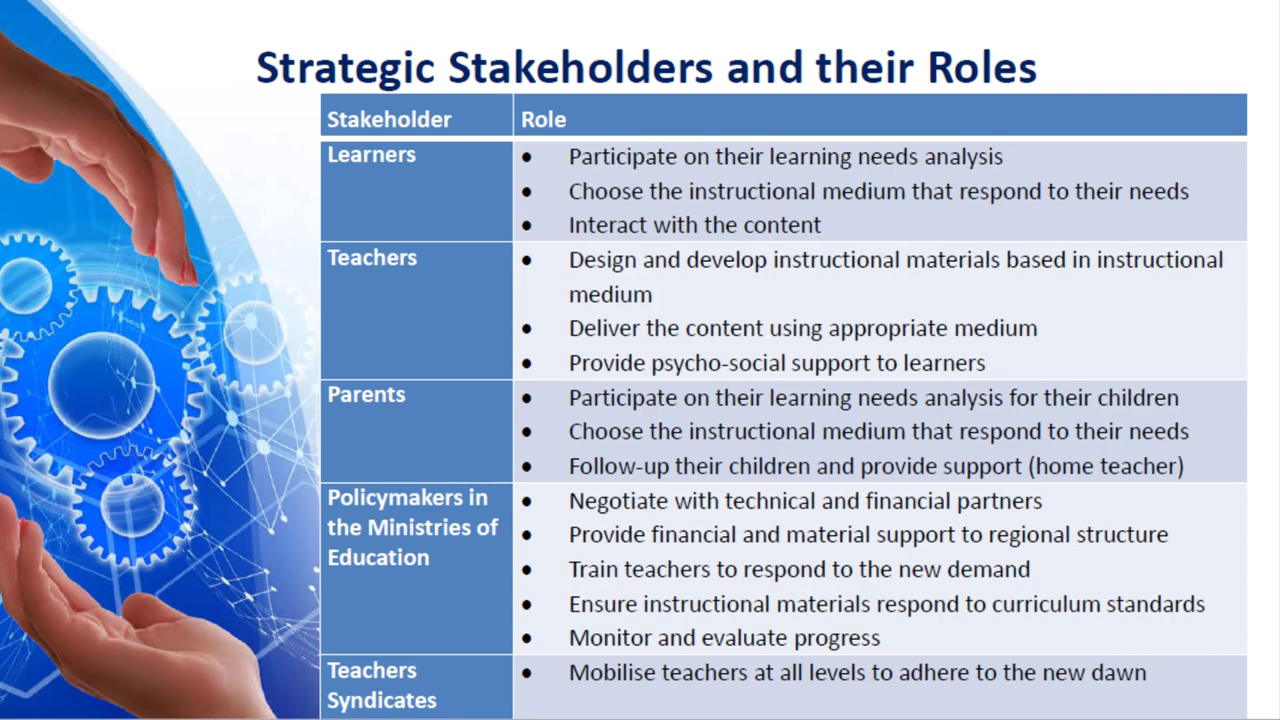 Strategic Stakeholders and their Roles
Stakeholder Role
Learners
• Participate on their learning needs analysis
• Choose the instructional medium that respond to their needs
• Interact with the content
Teachers
• Design and develop instructional materials based in instructional
medium
• Deliver the content using appropriate medium
• Provide psycho-social support to learners
Parents
• Participate on their learning needs analysis for their children
• Choose the instructional medium that respond to their needs
• Follow-up their children and provide support (home teacher)
Policymakers in
the Ministries of
Education
• Negotiate with technical and financial partners
• Provide financial and material support to regional structure
• Train teachers to respond to the new demand
• Ensure instructional materials respond to curriculum standards
• Monitor and evaluate progress
Teachers
Syndicates
• Mobilise teachers at all levels to adhere to the new dawn